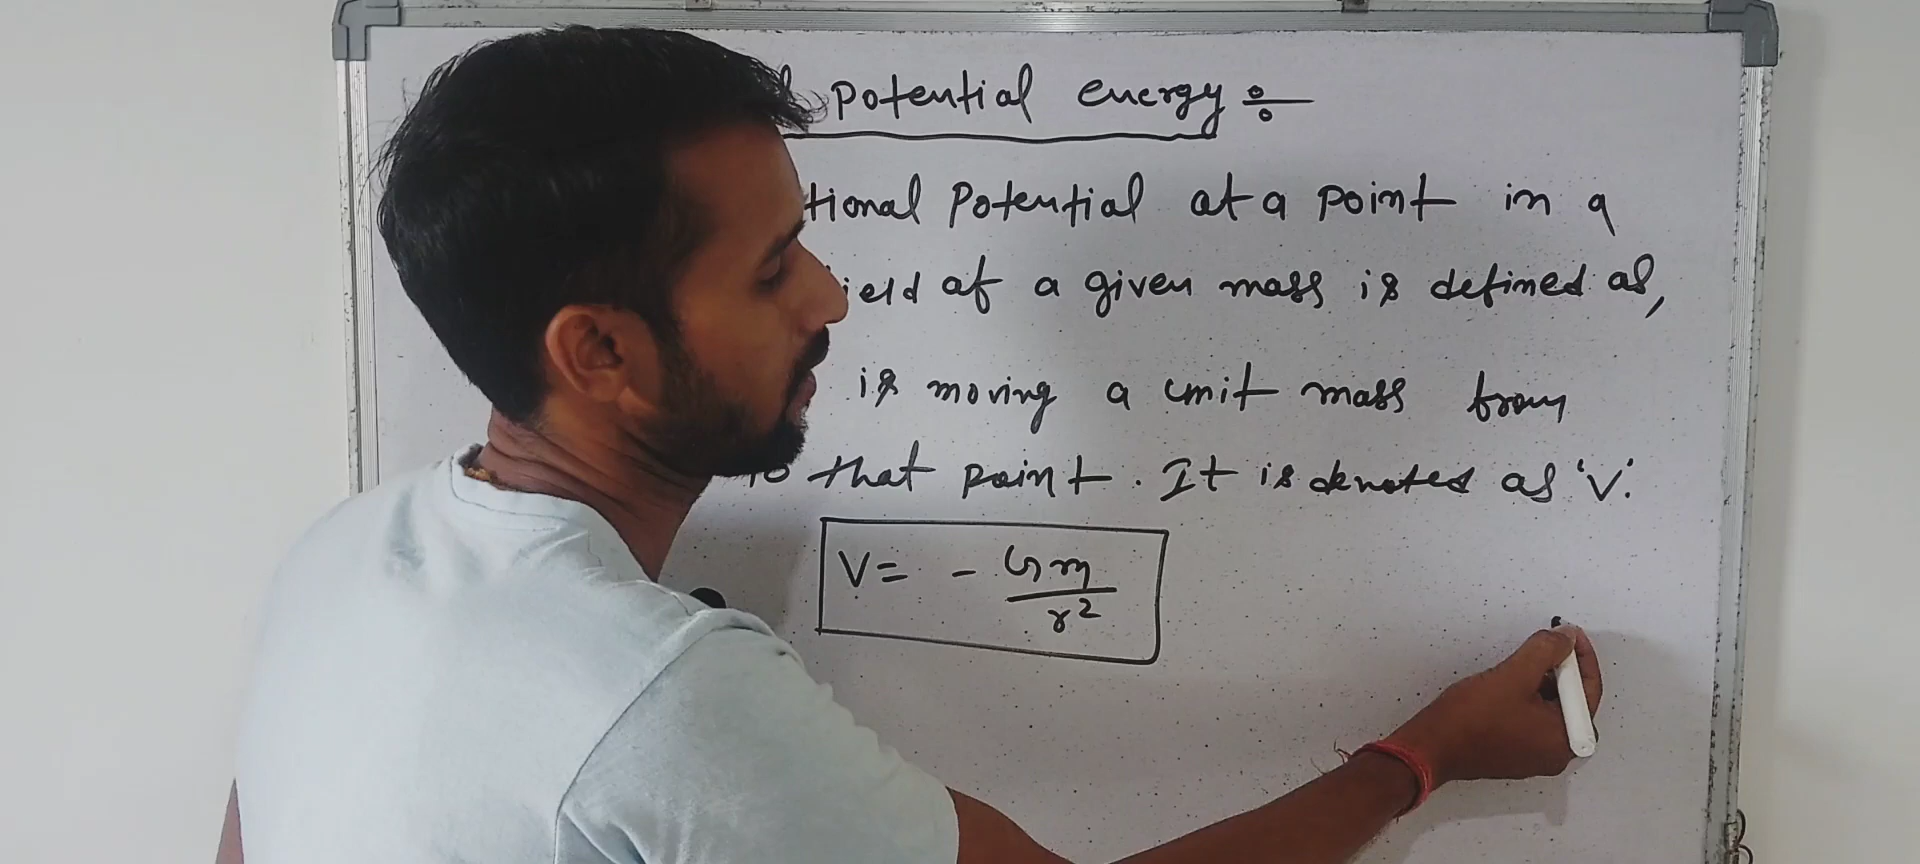 potential energy :-
tional Potential at a point in a
ield of a given mass is defined as,
is moving a unit mass from
to that point. It is denoted as 'V'.
V = - Gm/r²